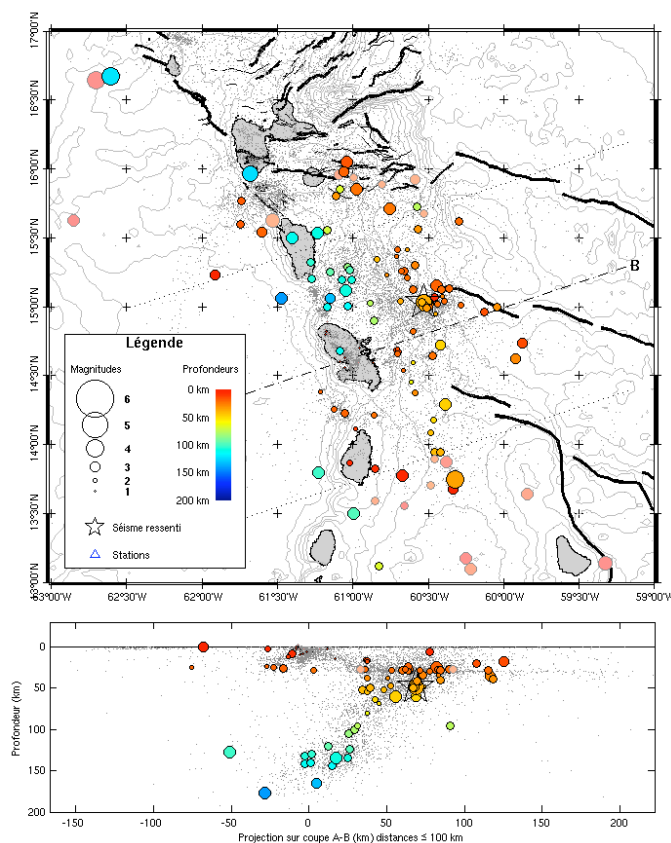 17°00'N
16°30'N
16°00'N
15°30'N
15°00'N
14°30'N
14°00'N
13°30'N
13°00'N
63°00'W
62°30'W
62°00'W
61°30'W
61°00'W
60°30'W
60°00'W
59°30'W
59°00'W
B
Légende
Magnitudes
Profondeurs
6
5
4
3
2
1
0 km
50 km
100 km
150 km
200 km
Séisme ressenti
Stations
Profondeur (km)
0
50
100
150
200
-150
-100
-50
0
50
100
150
200
Projection sur coupe A-B (km) distances ≤ 100 km